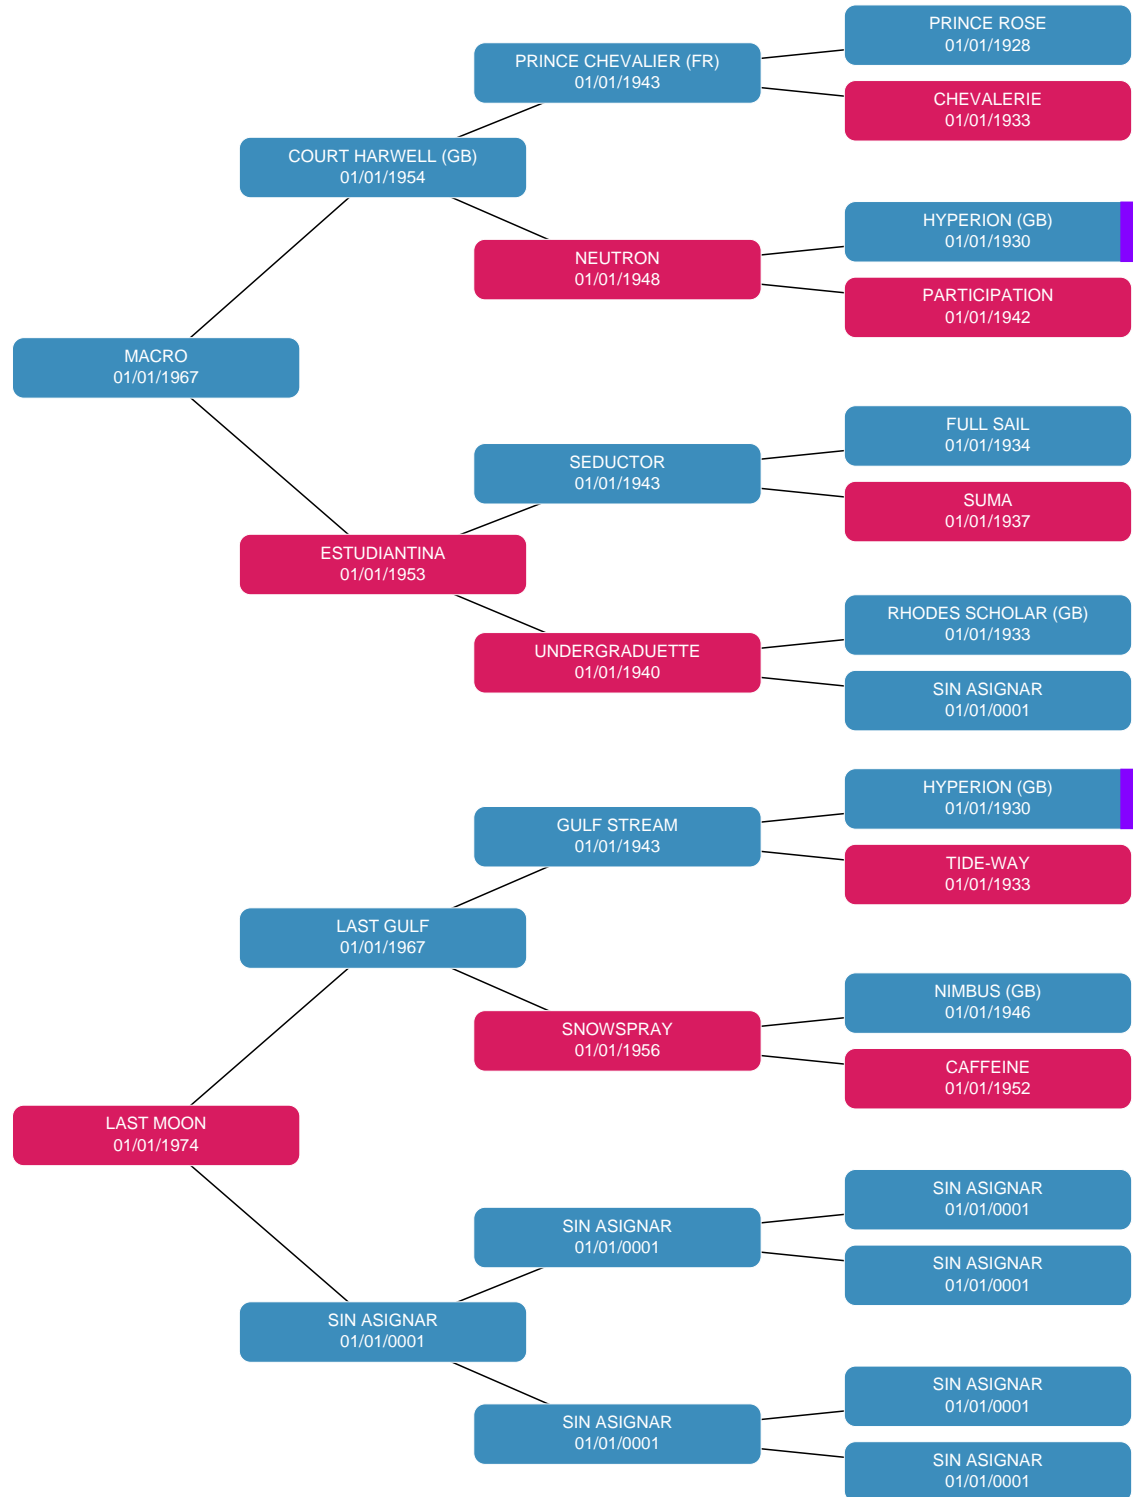 PRINCE ROSE
01/01/1928
PRINCE CHEVALIER (FR)
01/01/1943
CHEVALERIE
01/01/1933
COURT HARWELL (GB)
01/01/1954
HYPERION (GB)
01/01/1930
NEUTRON
01/01/1948
PARTICIPATION
01/01/1942
MACRO
01/01/1967
FULL SAIL
01/01/1934
SEDUCTOR
01/01/1943
SUMA
01/01/1937
ESTUDIANTINA
01/01/1953
RHODES SCHOLAR (GB)
01/01/1933
UNDERGRADUETTE
01/01/1940
SIN ASIGNAR
01/01/0001
HYPERION (GB)
01/01/1930
GULF STREAM
01/01/1943
TIDE-WAY
01/01/1933
LAST GULF
01/01/1967
NIMBUS (GB)
01/01/1946
SNOWSPRAY
01/01/1956
CAFFEINE
01/01/1952
LAST MOON
01/01/1974
SIN ASIGNAR
01/01/0001
SIN ASIGNAR
01/01/0001
SIN ASIGNAR
01/01/0001
SIN ASIGNAR
01/01/0001
SIN ASIGNAR
01/01/0001
SIN ASIGNAR
01/01/0001
SIN ASIGNAR
01/01/0001